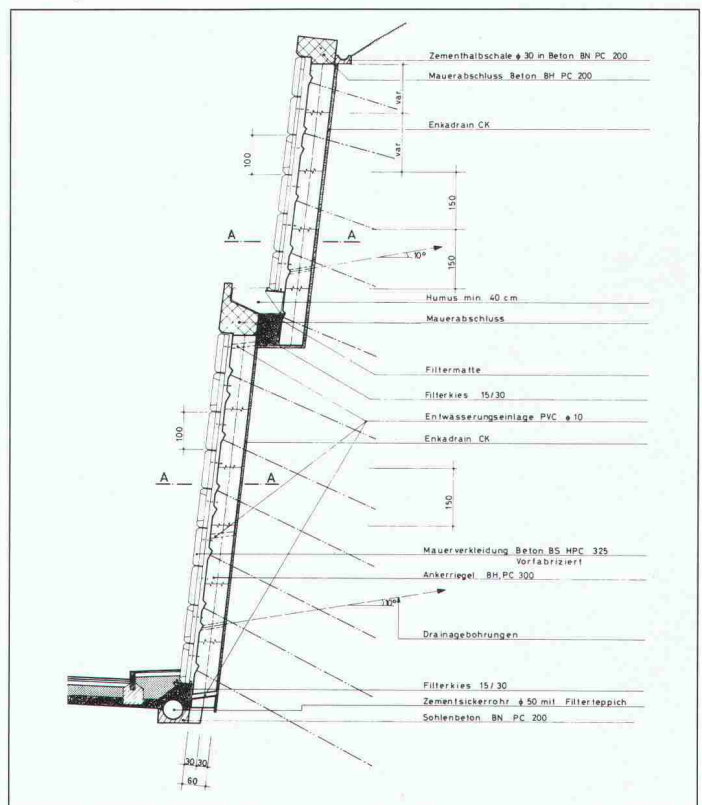 Zementhalbschale ϕ 30 in Beton BN PC 200
Mauerabschluss Beton BH PC 200
var.
Enkadrain CK
var.
100
150
A A
10°
150
Humus min. 40 cm
Mauerabschluss
Filtermatte
Filterkies 15/30
Entwässerungseinlage PVC ϕ 10
100
Enkadrain CK
A A
150
Mauerverkleidung Beton BS HPC 325
Vorfabriziert
Ankerriegel BH, PC 300
10°
Drainagebohrungen
Filterkies 15/30
Zementsickerrohr ϕ 50 mit Filterteppich
Sohlenbeton BN PC 200
30 30
60